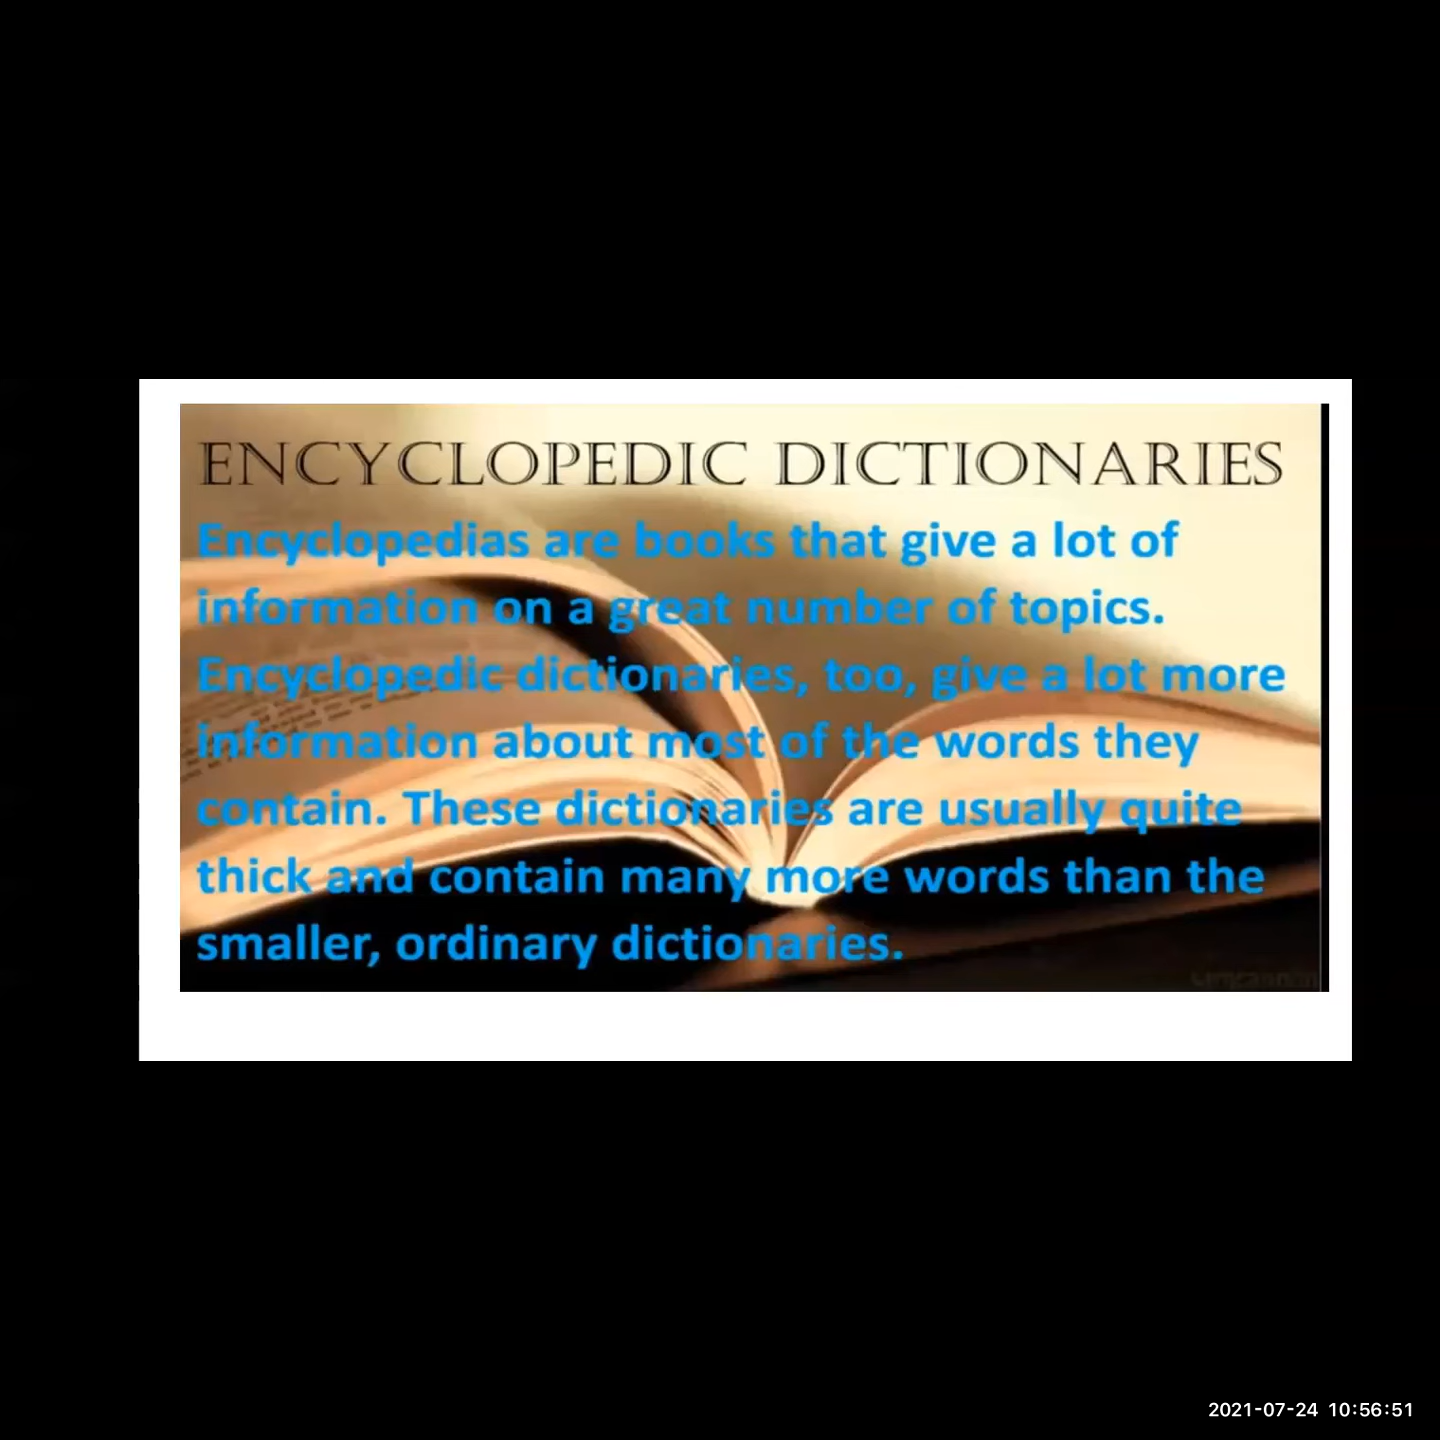 ENCYCLOPEDIC DICTIONARIES
Encyclopedias are books that give a lot of
information on a great number of topics.
Encyclopedic dictionaries, too, give a lot more
information about most of the words they
contain. These dictionaries are usually quite
thick and contain many more words than the
smaller, ordinary dictionaries.
2021-07-24 10:56:51